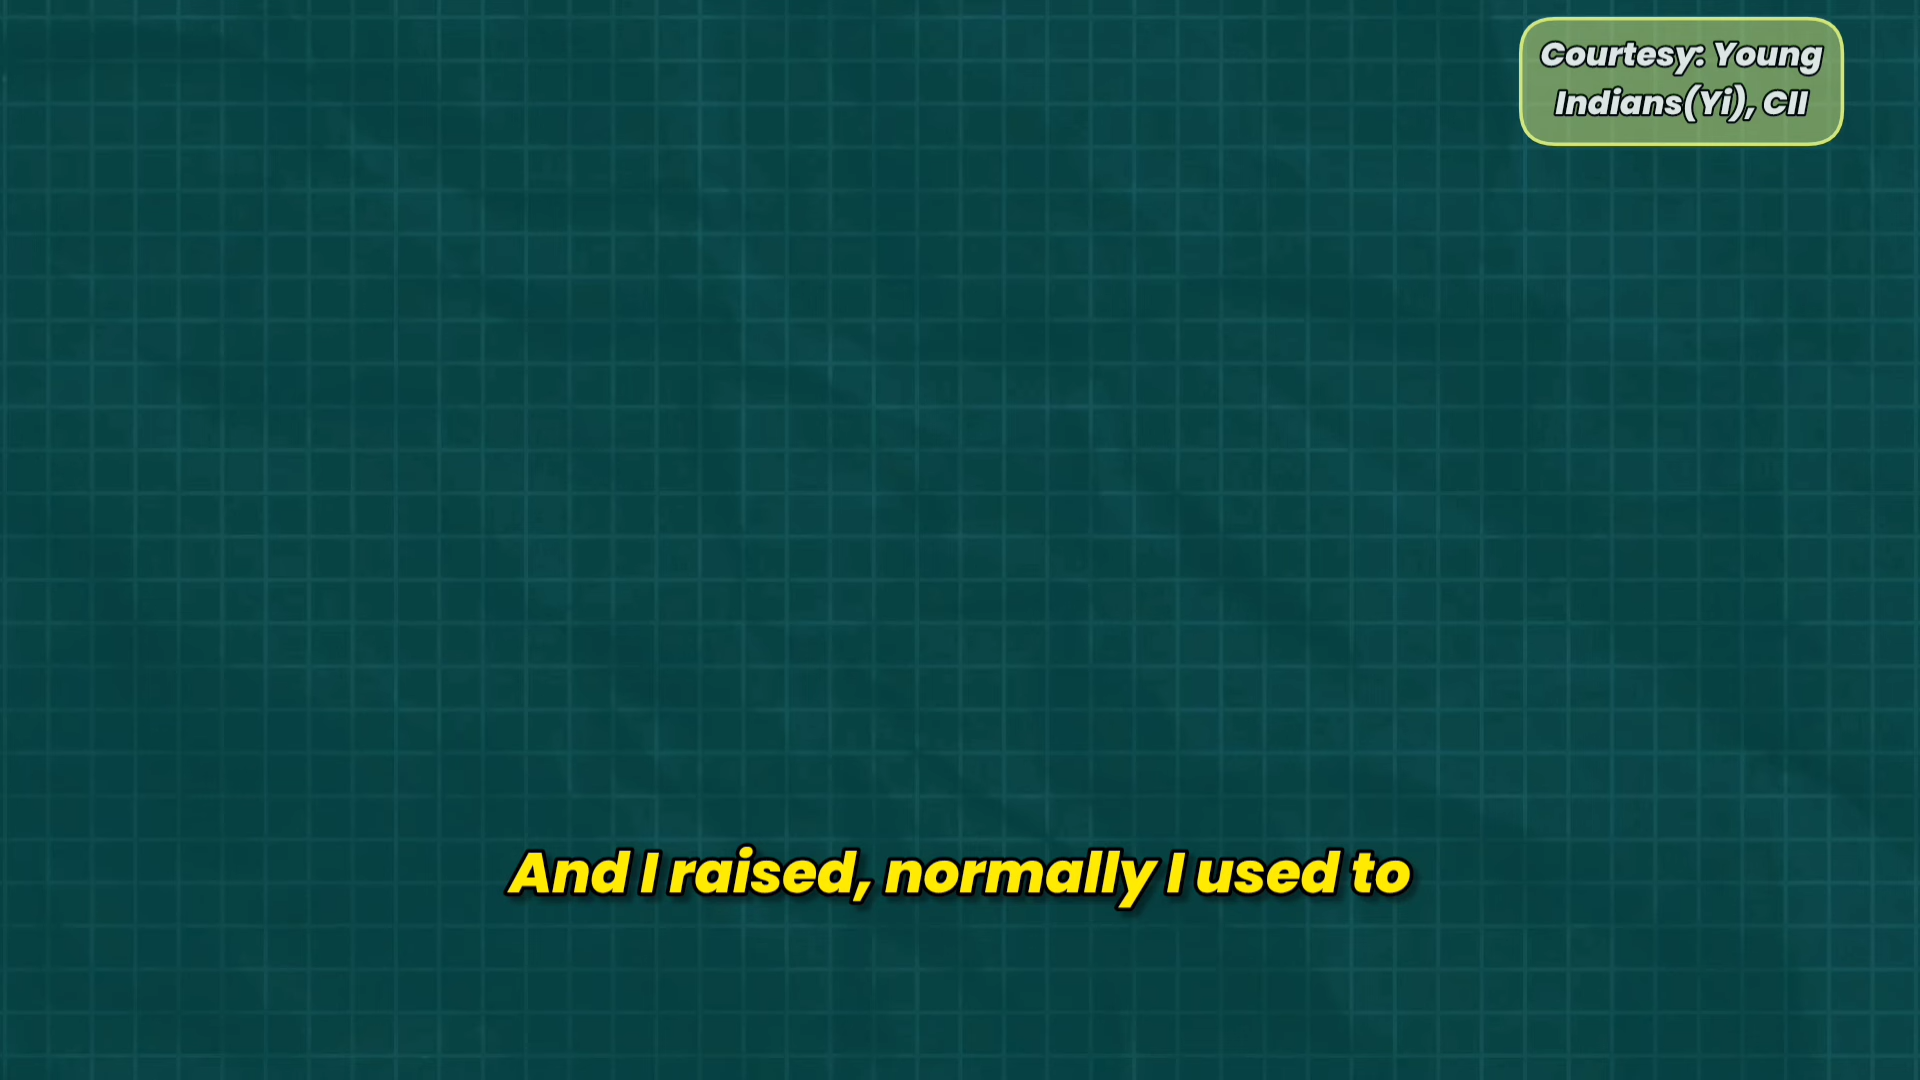 Courtesy: Young
Indians(Yi), CII
And I raised, normally I used to